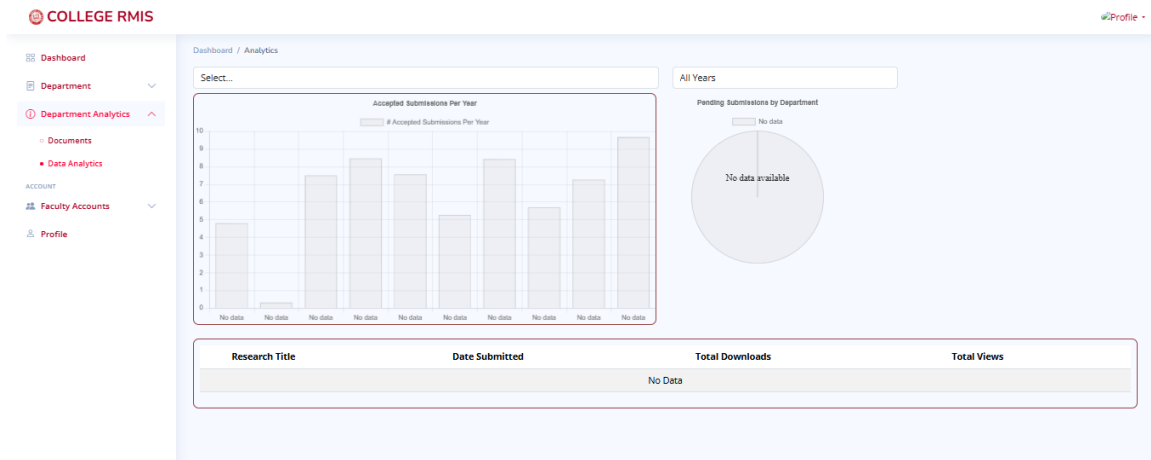 COLLEGE RMIS
Profile
Dashboard
Department
Department Analytics
Documents
Data Analytics
ACCOUNT
Faculty Accounts
Profile
Dashboard / Analytics
Select...
All Years
Accepted Submissions Per Year
# Accepted Submissions Per Year
10
9
8
7
6
5
4
3
2
1
0
No data No data No data No data No data No data No data No data No data No data
Pending Submissions by Department
No data
No data available
Research Title Date Submitted Total Downloads Total Views
No Data